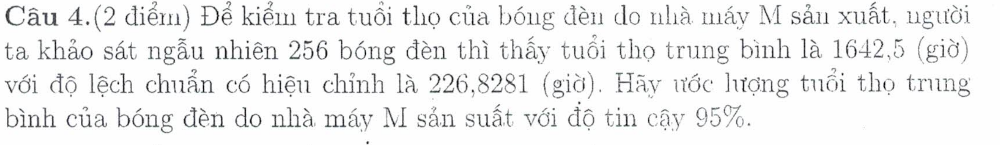 Câu 4.(2 điểm) Để kiểm tra tuổi thọ của bóng đèn do nhà máy M sản xuất, người
ta khảo sát ngẫu nhiên 256 bóng đèn thì thấy tuổi thọ trung bình là 1642,5 (giờ)
với độ lệch chuẩn có hiệu chỉnh là 226,8281 (giờ). Hãy ước lượng tuổi thọ trung
bình của bóng đèn do nhà máy M sản suất với độ tin cậy 95%.